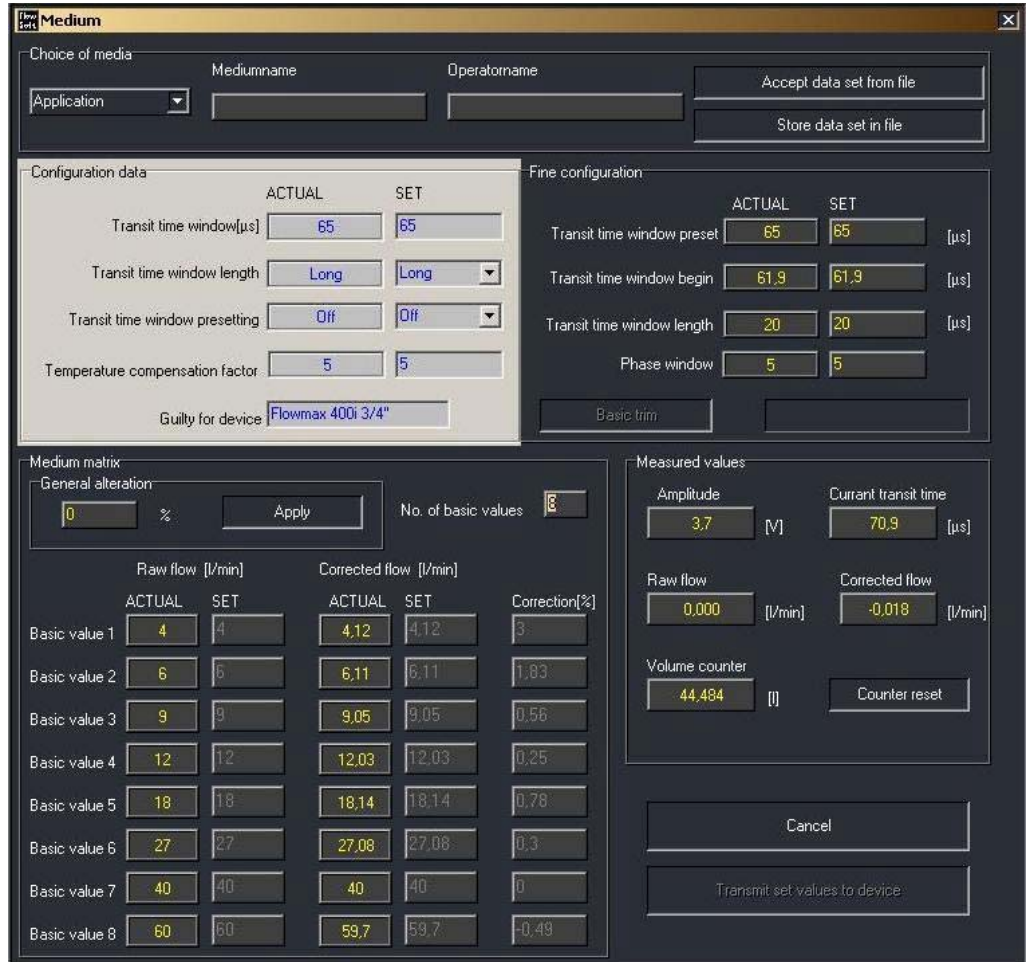 Flow Soft Medium
Choice of media
Mediumname Operatorname
Application Accept data set from file
Store data set in file
Configuration data
ACTUAL SET
Transit time window[µs] 65 65
Transit time window length Long Long
Transit time window presetting Off Off
Temperature compensation factor 5 5
Guilty for device Flowmax 400i 3/4"
Fine configuration
ACTUAL SET
Transit time window preset 65 65 [µs]
Transit time window begin 61,9 61,9 [µs]
Transit time window length 20 20 [µs]
Phase window 5 5
Basic trim
Medium matrix
General alteration
0 % Apply No. of basic values 8
Raw flow [l/min] Corrected flow [l/min]
ACTUAL SET ACTUAL SET Correction[%]
Basic value 1 4 4 4,12 4,12 3
Basic value 2 6 6 6,11 6,11 1,83
Basic value 3 9 9 9,05 9,05 0,56
Basic value 4 12 12 12,03 12,03 0,25
Basic value 5 18 18 18,14 18,14 0,78
Basic value 6 27 27 27,08 27,08 0,3
Basic value 7 40 40 40 40 0
Basic value 8 60 60 59,7 59,7 -0,49
Measured values
Amplitude Currant transit time
3,7 [V] 70,9 [µs]
Raw flow Corrected flow
0,000 [l/min] -0,018 [l/min]
Volume counter
44,484 [l] Counter reset
Cancel
Transmit set values to device